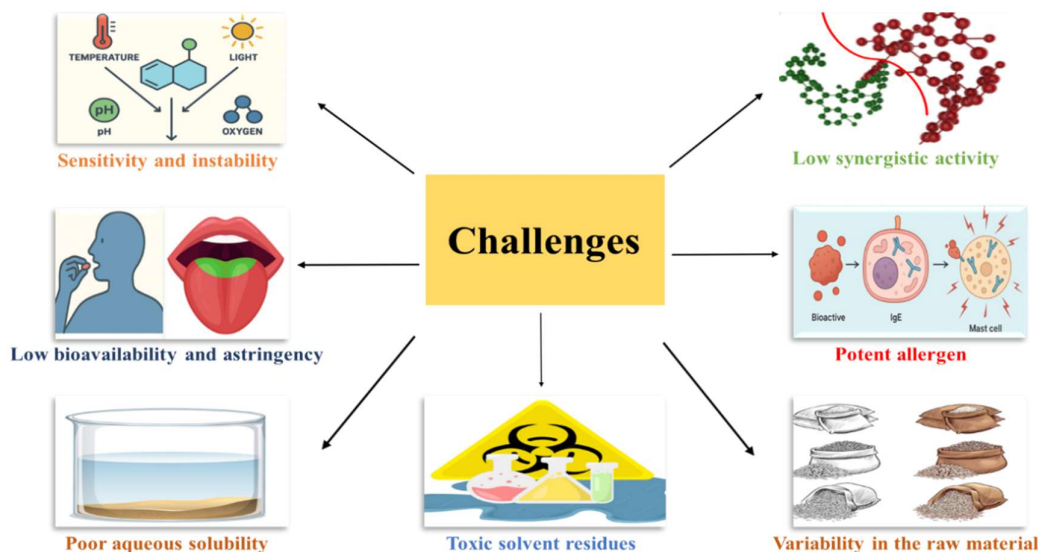 TEMPERATURE
LIGHT
pH
pH
OXYGEN
Sensitivity and instability
Low synergistic activity
Challenges
Bioactive
IgE
Mast cell
Low bioavailability and astringency
Potent allergen
Poor aqueous solubility
Toxic solvent residues
Variability in the raw material